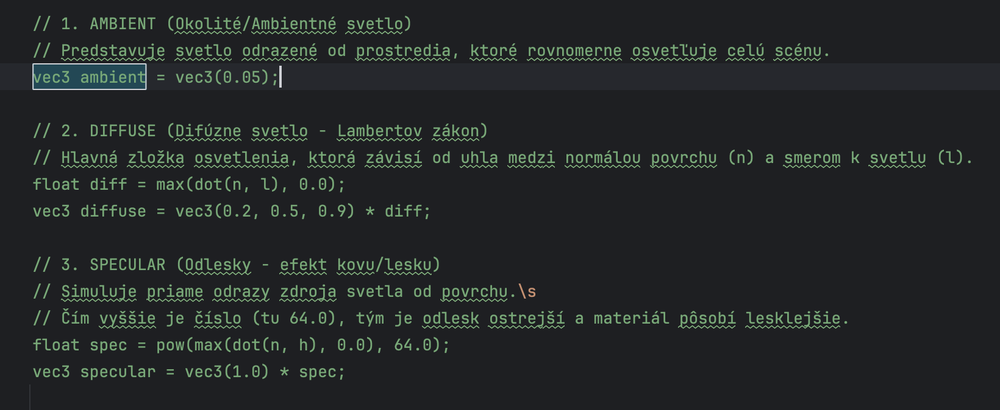 // 1. AMBIENT (Okolité/Ambientné svetlo)
// Predstavuje svetlo odrazené od prostredia, ktoré rovnomerne osvetľuje celú scénu.
vec3 ambient = vec3(0.05);
// 2. DIFFUSE (Difúzne svetlo - Lambertov zákon)
// Hlavná zložka osvetlenia, ktorá závisí od uhla medzi normálou povrchu (n) a smerom k svetlu (l).
float diff = max(dot(n, l), 0.0);
vec3 diffuse = vec3(0.2, 0.5, 0.9) * diff;
// 3. SPECULAR (Odlesky - efekt kovu/lesku)
// Simuluje priame odrazy zdroja svetla od povrchu.\s
// Čím vyššie je číslo (tu 64.0), tým je odlesk ostrejší a materiál pôsobí lesklejšie.
float spec = pow(max(dot(n, h), 0.0), 64.0);
vec3 specular = vec3(1.0) * spec;